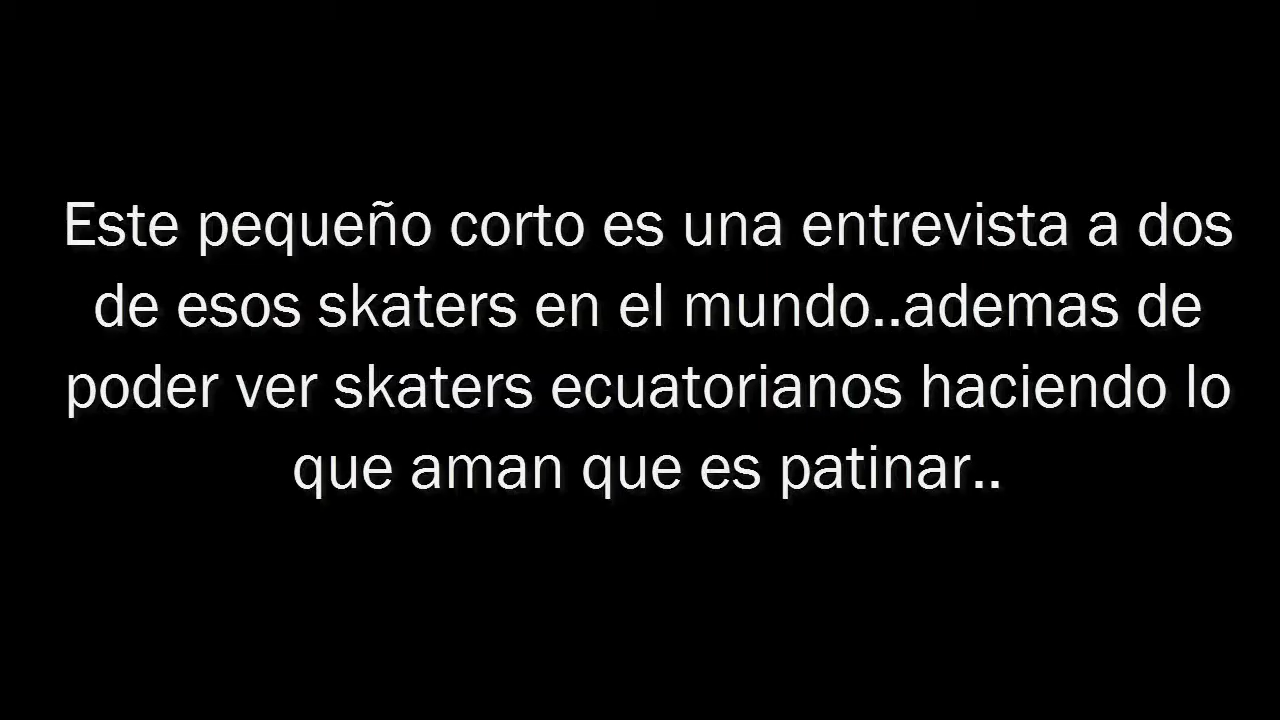 Este pequeño corto es una entrevista a dos
de esos skaters en el mundo..ademas de
poder ver skaters ecuatorianos haciendo lo
que aman que es patinar..